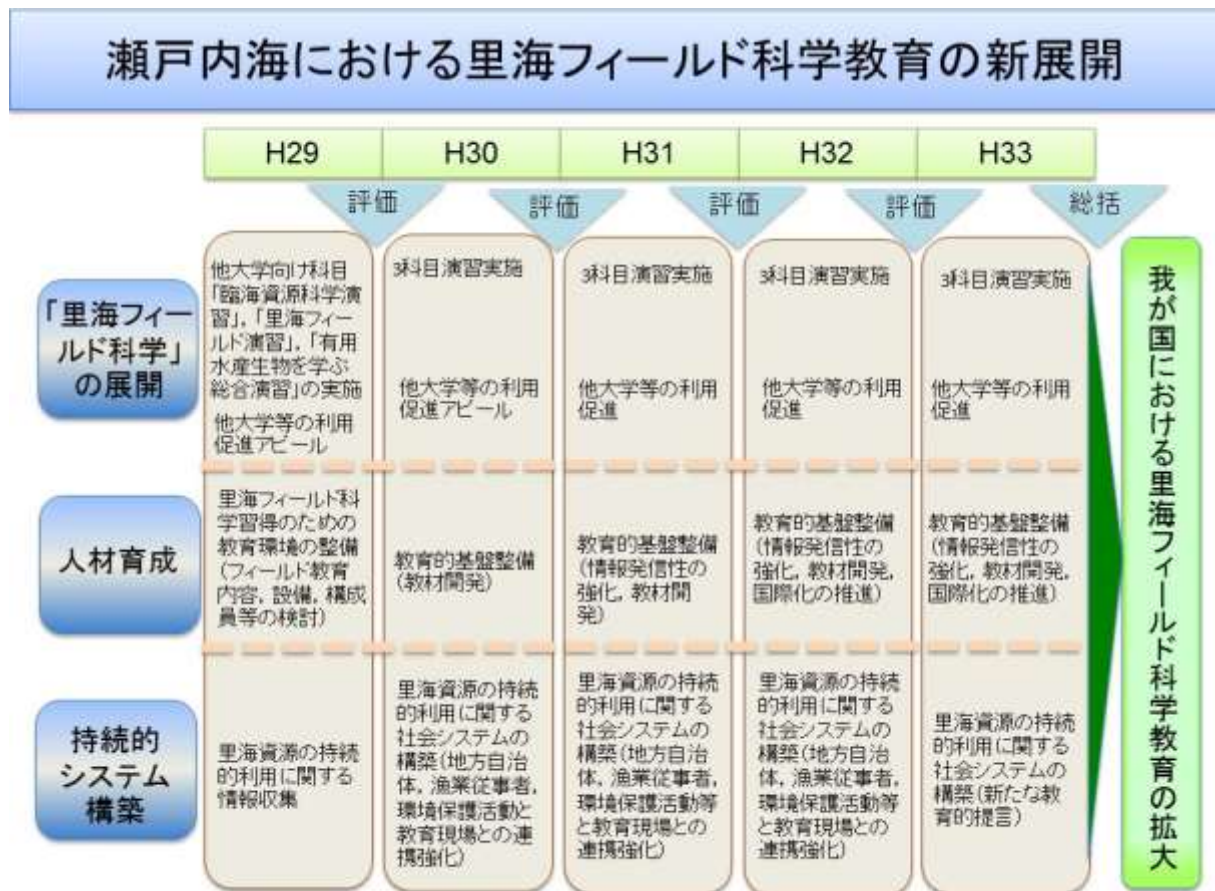 瀬戸内海における里海フィールド科学教育の新展開
H29
H30
H31
H32
H33
評価
評価
評価
評価
総括
「里海フィー
ルド科学」
の展開
他大学向け科目
「臨海資源科学演
習」,「里海フィー
ルド演習」,「有用
水産生物を学ぶ
総合演習」の実施
他大学等の利用
促進アピール
3科目演習実施
他大学等の利用
促進アピール
3科目演習実施
他大学等の利用
促進
3科目演習実施
他大学等の利用
促進
3科目演習実施
他大学等の利用
促進
人材育成
里海フィールド科
学習得のための
教育環境の整備
(フィールド教育
内容, 設備, 構成
員等の検討)
教育的基盤整備
(教材開発)
教育的基盤整備
(情報発信性の
強化, 教材開
発)
教育的基盤整備
(情報発信性の
強化, 教材開発,
国際化の推進)
教育的基盤整備
(情報発信性の
強化, 教材開発,
国際化の推進)
持続的
システム
構築
里海資源の持続
的利用に関する
情報収集
里海資源の持続
的利用に関する
社会システムの
構築(地方自治
体, 漁業従事者,
環境保護活動と
教育現場との連
携強化)
里海資源の持続
的利用に関する
社会システムの
構築(地方自治
体, 漁業従事者,
環境保護活動等
と教育現場との
連携強化)
里海資源の持続
的利用に関する
社会システムの
構築(地方自治
体, 漁業従事者,
環境保護活動等
と教育現場との
連携強化)
里海資源の持続
的利用に関する
社会システムの
構築(新たな教
育的提言)
我が国における里海フィールド科学教育の拡大